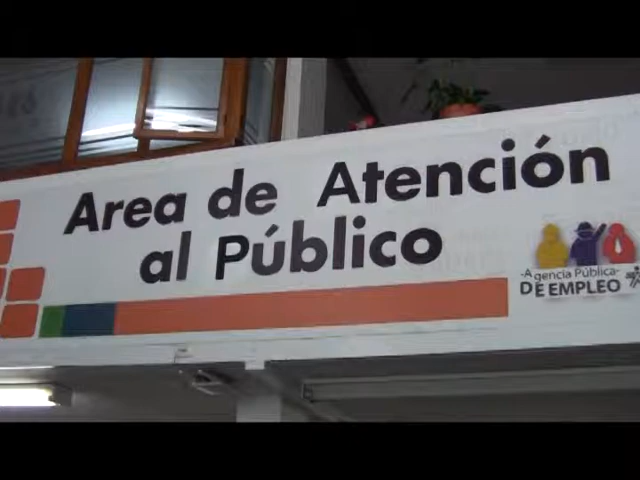 Area de Atención
al Público
-Agencia Pública-
DE EMPLEO